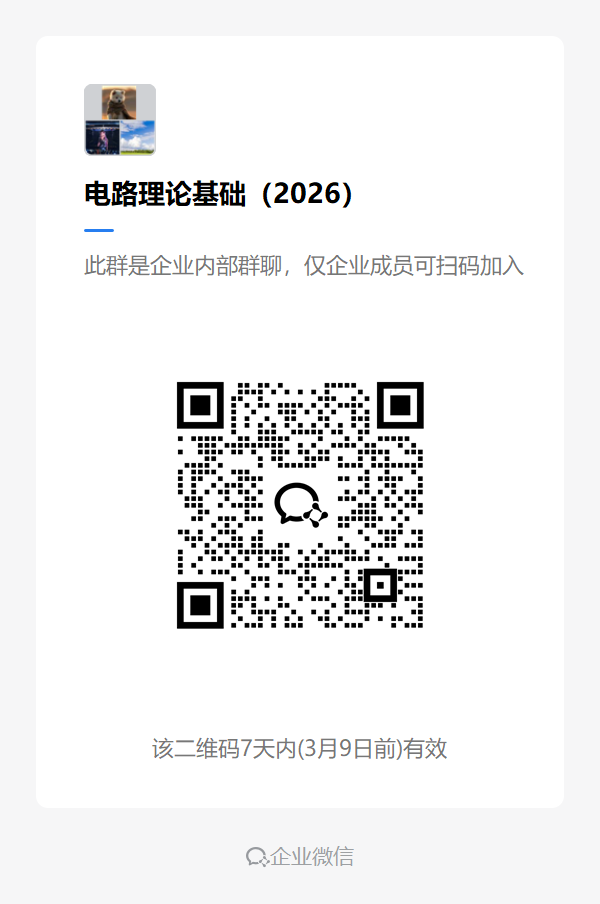 电路理论基础（2026）
此群是企业内部群聊，仅企业成员可扫码加入
该二维码7天内(3月9日前)有效
企业微信